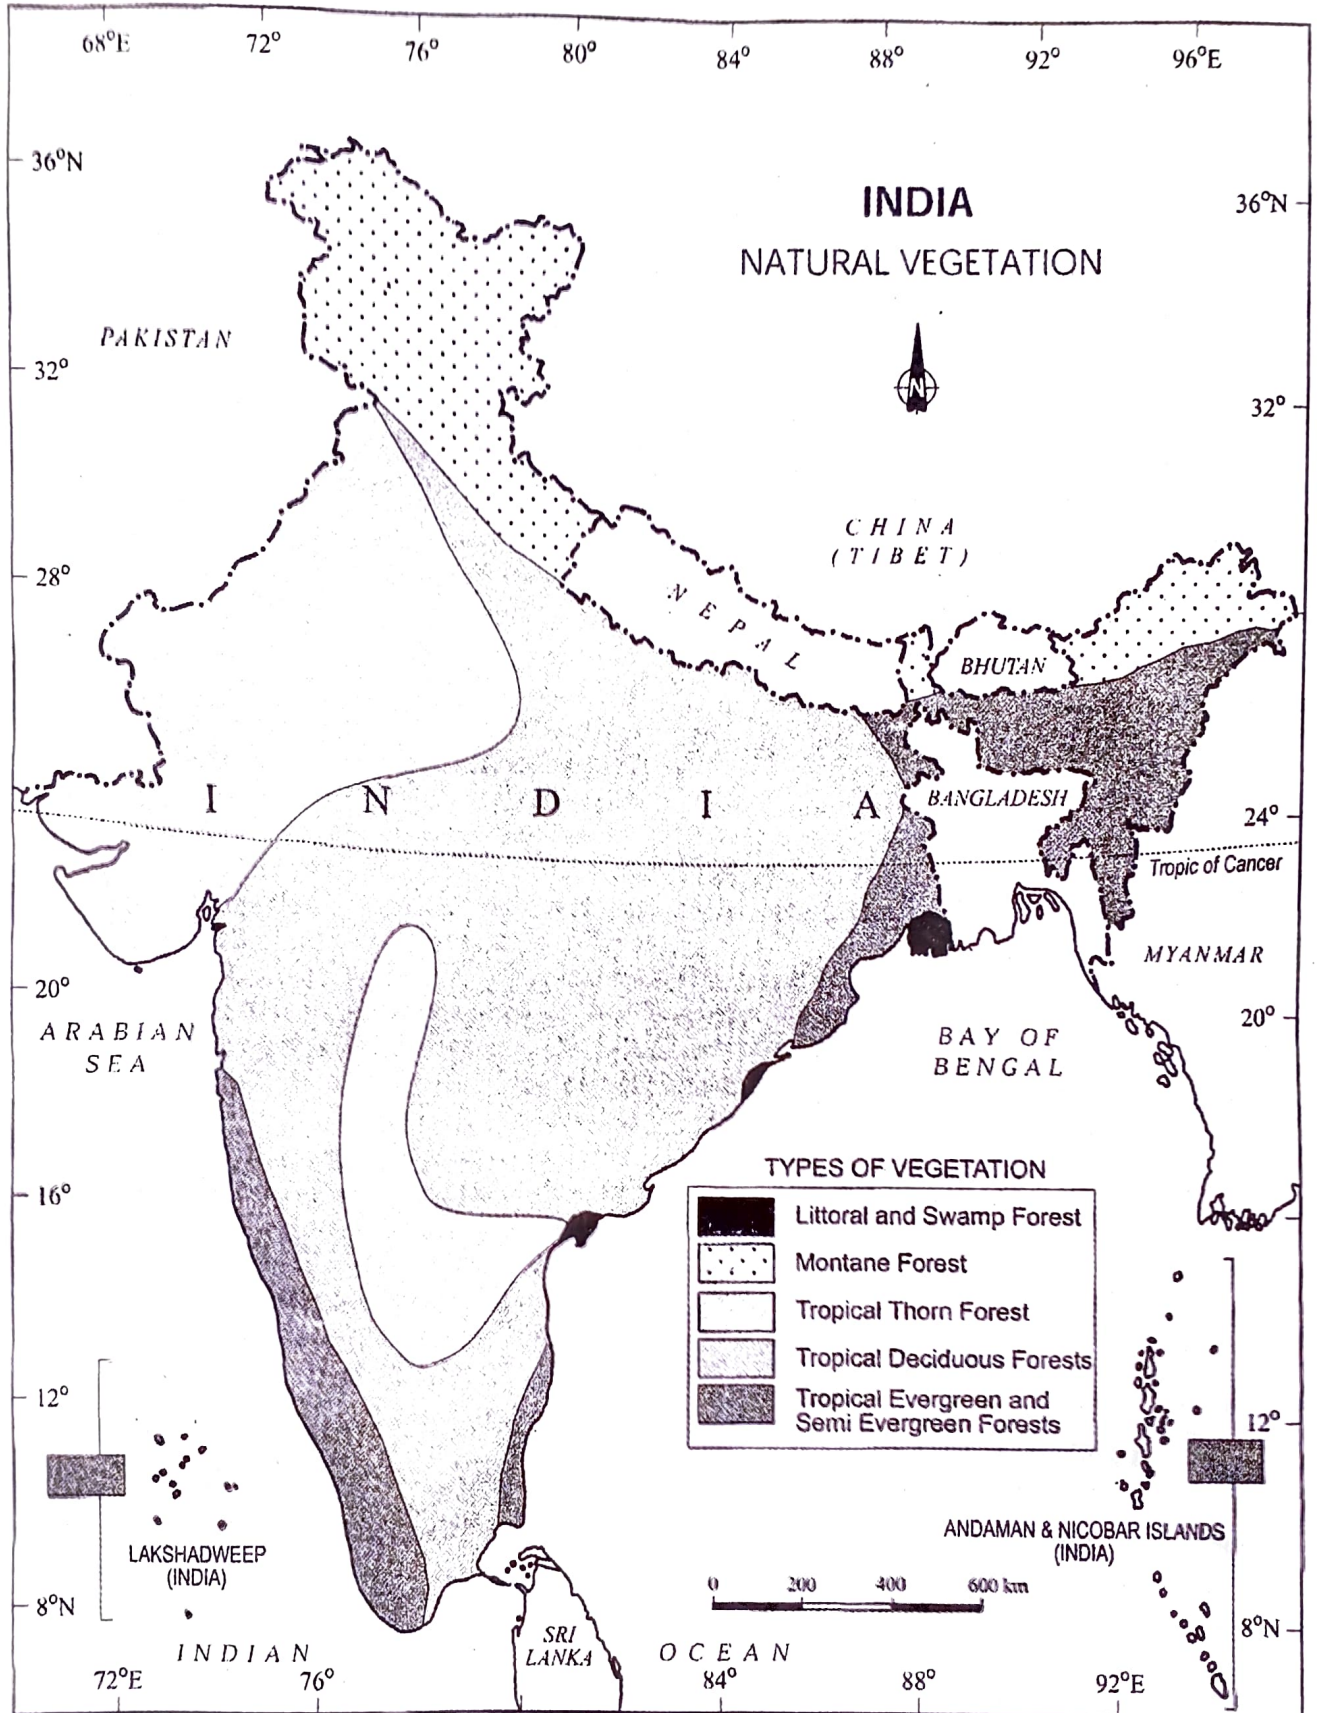 68°E 72° 76° 80° 84° 88° 92° 96°E
36°N
INDIA
36°N
NATURAL VEGETATION
PAKISTAN
N
32°
32°
CHINA
(TIBET)
28°
NEPAL
BHUTAN
I N D I A
BANGLADESH
24°
Tropic of Cancer
MYANMAR
20°
20°
ARABIAN
SEA
BAY OF
BENGAL
TYPES OF VEGETATION
16°
Littoral and Swamp Forest
Montane Forest
Tropical Thorn Forest
Tropical Deciduous Forests
Tropical Evergreen and
Semi Evergreen Forests
12°
12°
ANDAMAN & NICOBAR ISLANDS
(INDIA)
LAKSHADWEEP
(INDIA)
0 200 400 600 km
8°N
8°N
INDIAN
SRI
LANKA
OCEAN
72°E 76° 84° 88° 92°E